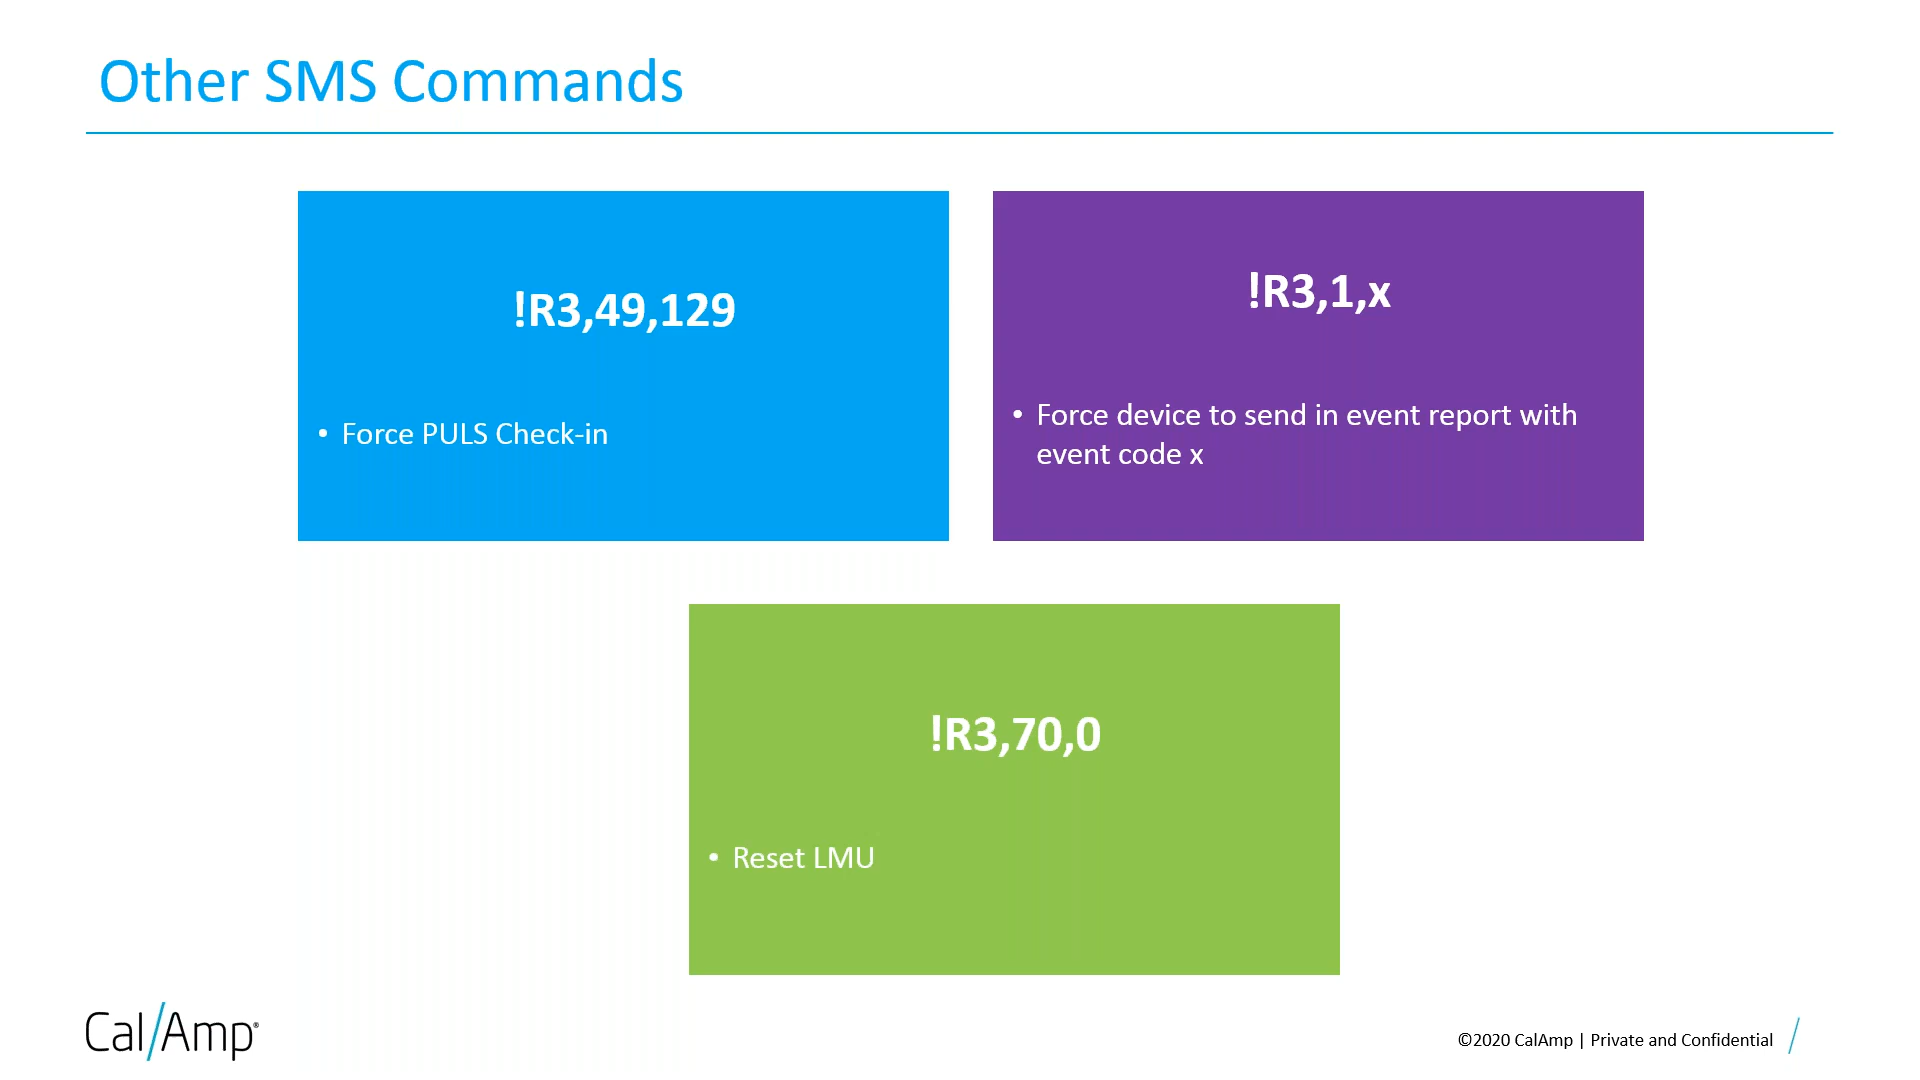 Other SMS Commands
!R3,49,129
• Force PULS Check-in
!R3,1,x
• Force device to send in event report with
event code x
!R3,70,0
• Reset LMU
Cal/Amp®
©2020 CalAmp | Private and Confidential